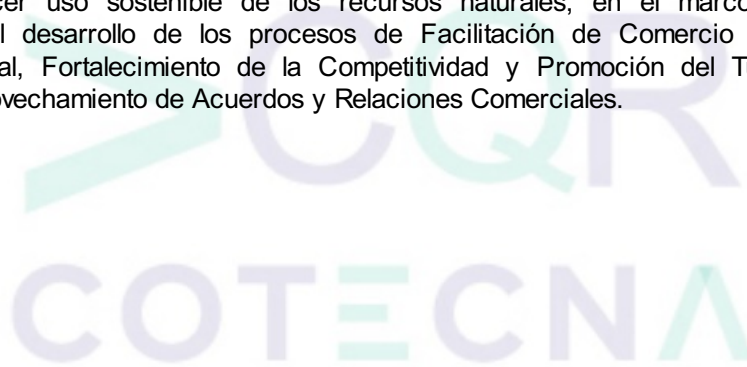 cer uso sostenible de los recursos naturales, en el marco
l desarrollo de los procesos de Facilitación de Comercio
al, Fortalecimiento de la Competitividad y Promoción del T
ovechamiento de Acuerdos y Relaciones Comerciales.
CQR
COTECNA